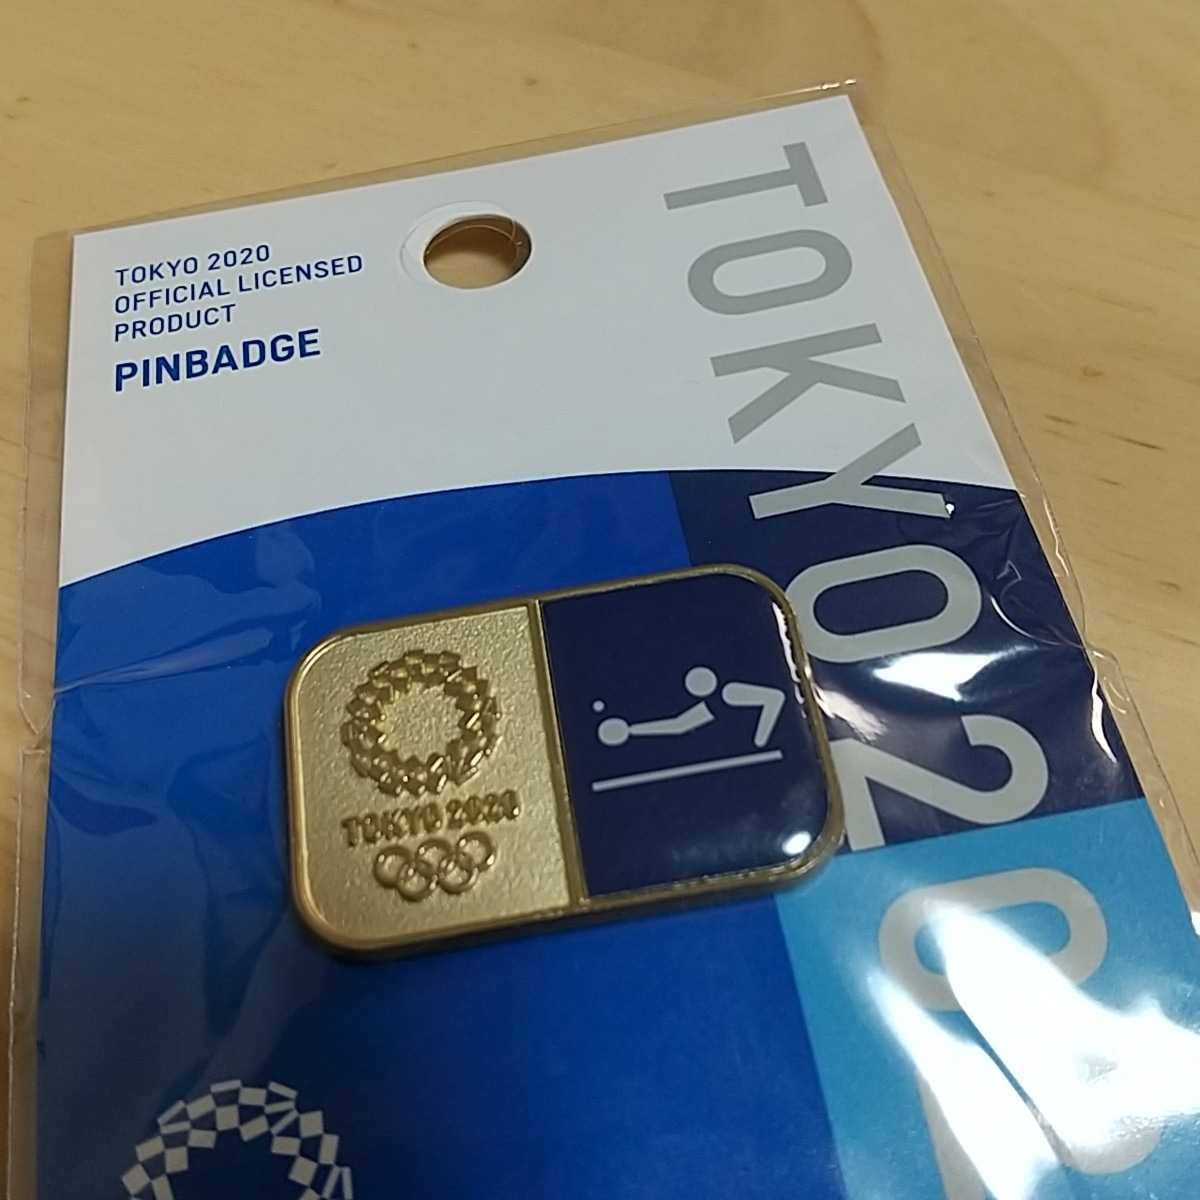 TOKYO 2020
OFFICIAL LICENSED
PRODUCT
PINBADGE
TOKYO 2020
TOKYO 2020